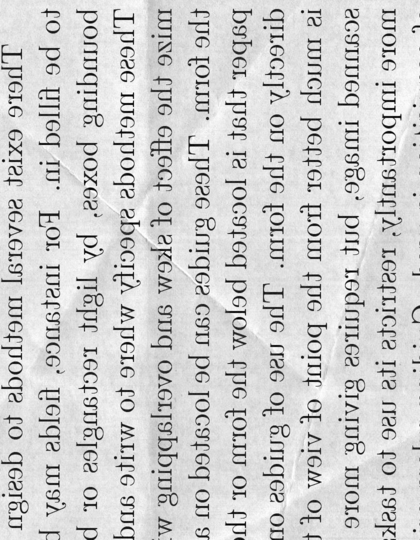 There exist several methods to design
to be filled in. For instance, fields may
bounding boxes, by light rectangles or
These methods specify where to write and
mize the effect of skew and overlapping
the form. These guides can be located on a
paper that is located below the form or
directly on the form. The use of guides on
is much better from the point of view of
scanned image, but requires giving more
more importantly, restricts its use to tasks